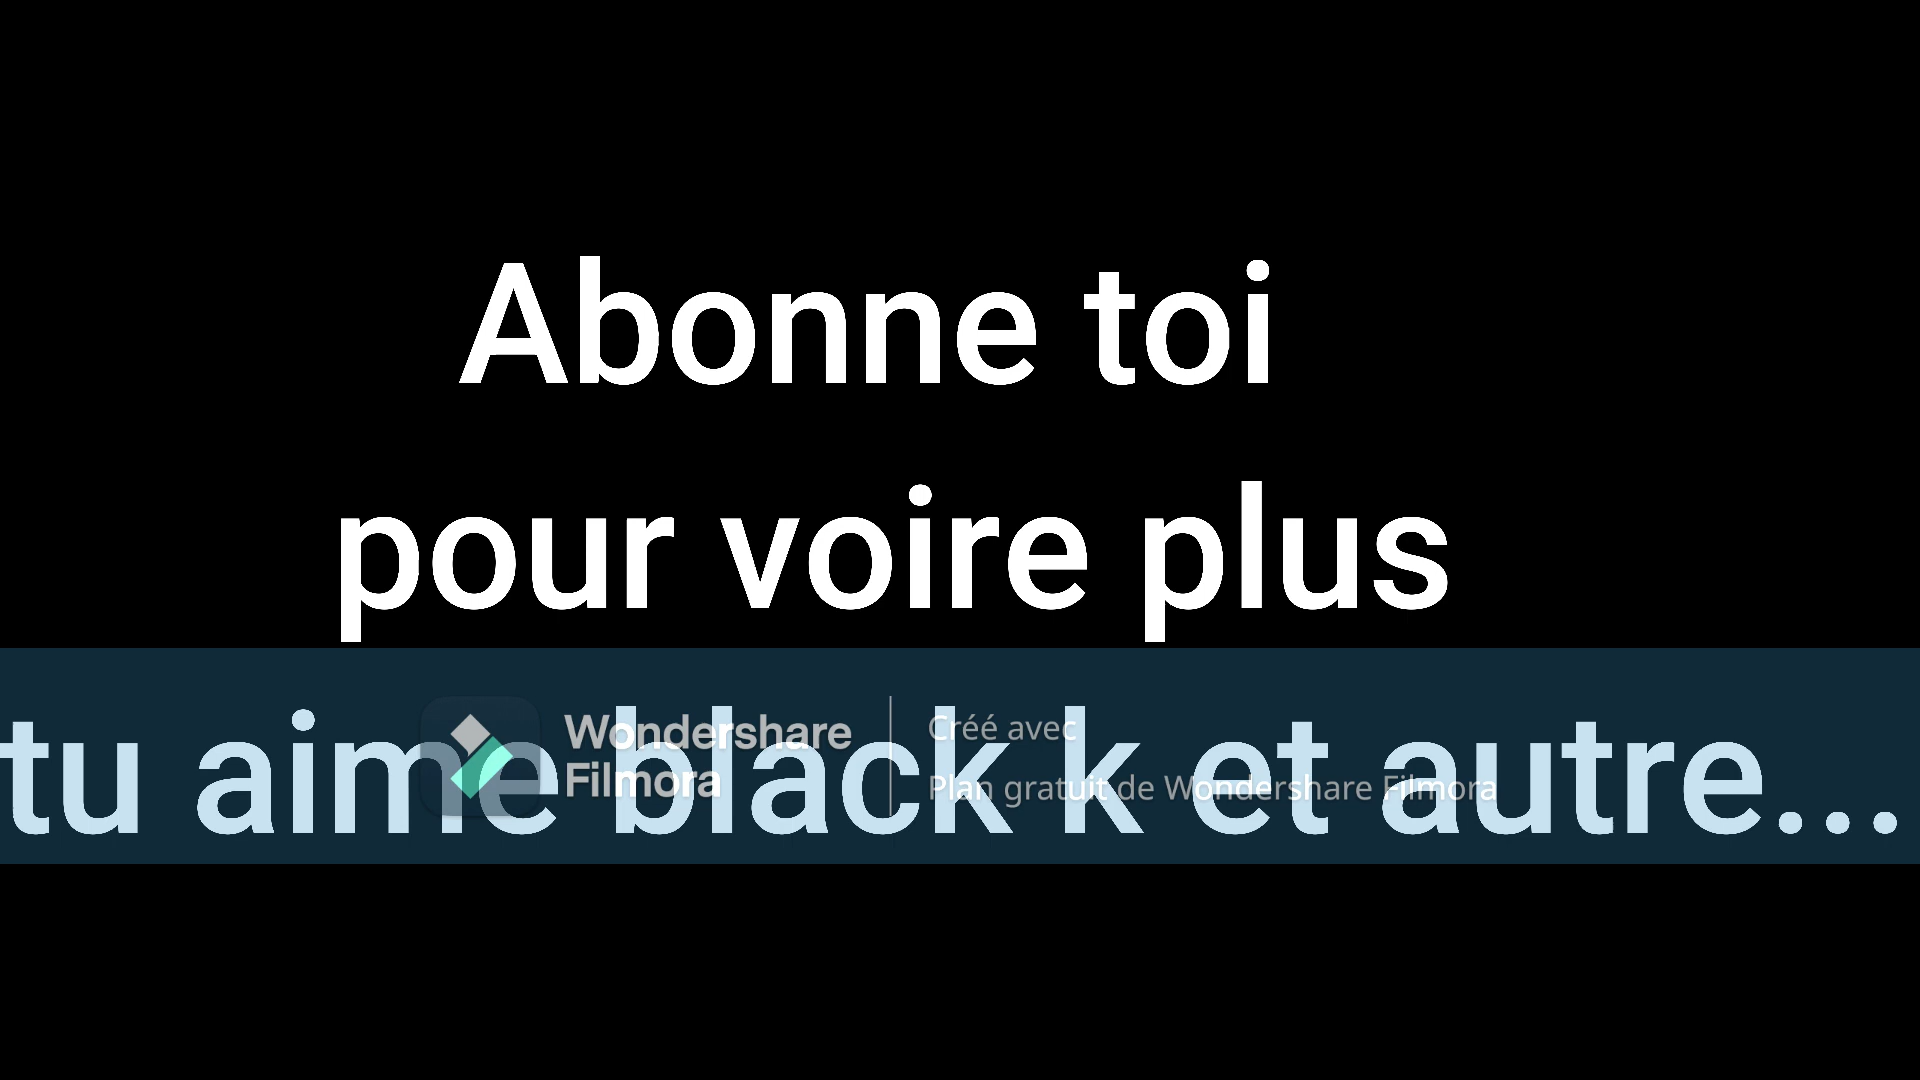 Abonne toi
pour voire plus
tu aime black k et autre...
Wondershare
Filmora
Créé avec
Plan gratuit de Wondershare Filmora